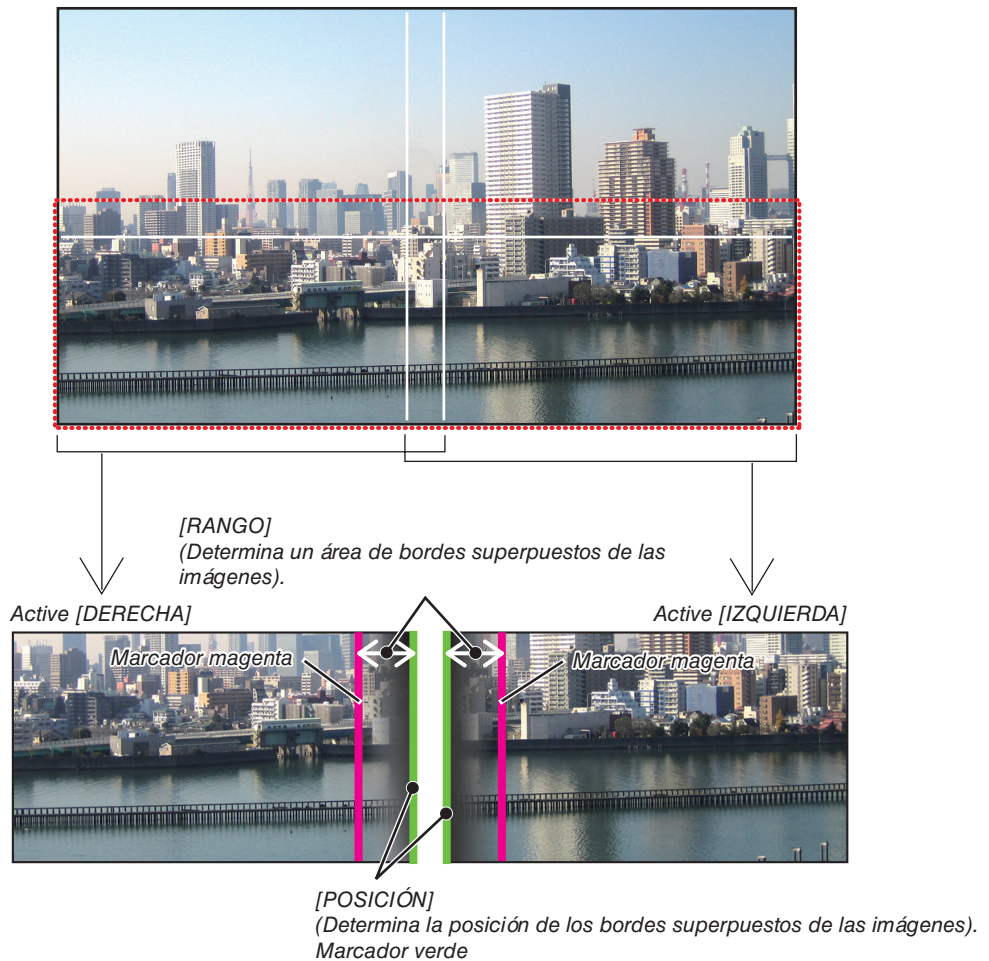 [RANGO]
(Determina un área de bordes superpuestos de las
imágenes).
Active [DERECHA]
Active [IZQUIERDA]
Marcador magenta
Marcador magenta
[POSICIÓN]
(Determina la posición de los bordes superpuestos de las imágenes).
Marcador verde